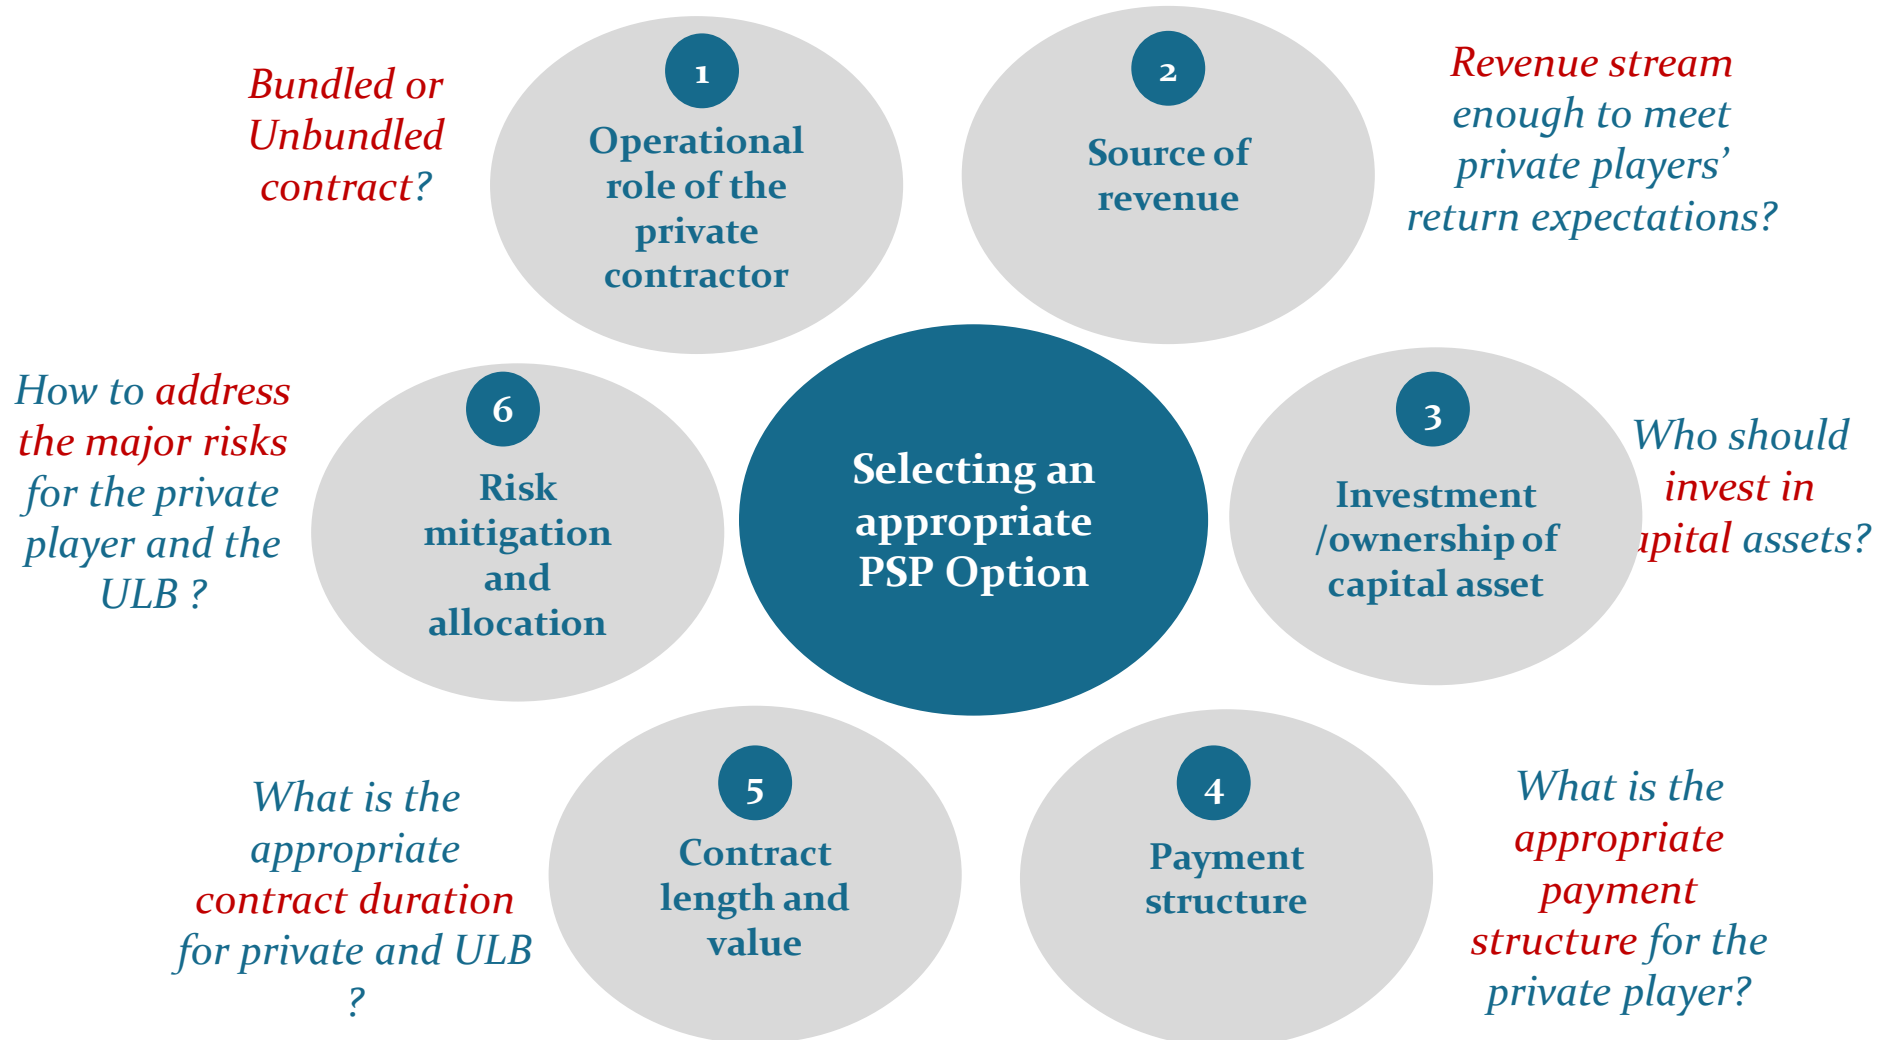 Bundled or
Unbundled
contract?
1
Operational
role of the
private
contractor
2
Source of
revenue
Revenue stream
enough to meet
private players’
return expectations?
How to address
the major risks
for the private
player and the
ULB ?
6
Risk
mitigation
and
allocation
Selecting an
appropriate
PSP Option
3
Investment
/ownership of
capital asset
Who should
invest in
assets?
What is the
appropriate
contract duration
for private and ULB
?
5
Contract
length and
value
4
Payment
structure
What is the
appropriate
payment
structure for the
private player?